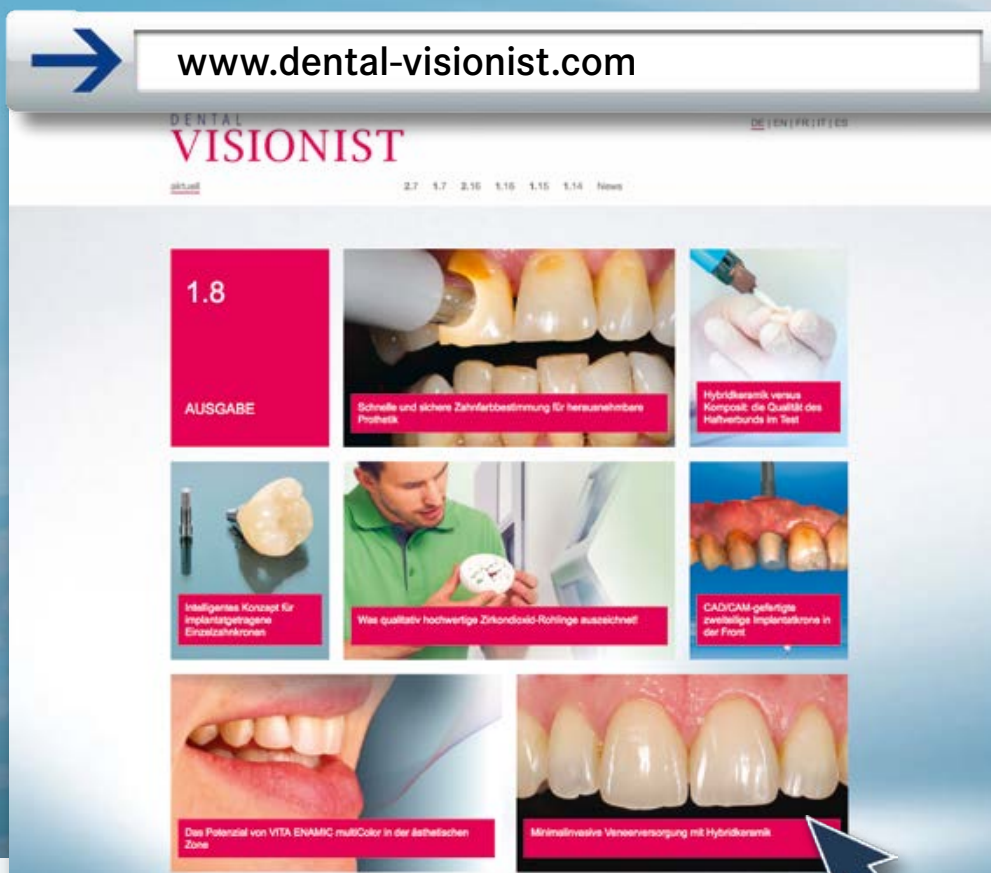 www.dental-visionist.com
DENTAL
VISIONIST
DE | EN | FR | IT | ES
aktuell
2.7 1.7 2.16 1.16 1.15 1.14 News
1.8
AUSGABE
Schnelle und sichere Zahnfarbbestimmung für herausnehmbare
Prothetik
Hybridkeramik versus
Komposit: die Qualität des
Haftverbunds im Test
Intelligentes Konzept für
implantatgetragene
Einzelzahnkronen
Was qualitativ hochwertige Zirkondioxid-Rohlinge auszeichnet!
CAD/CAM-gefertigte
zweiteilige Implantatkrone in
der Front
Das Potenzial von VITA ENAMIC multiColor in der ästhetischen
Zone
Minimalinvasive Veneerversorgung mit Hybridkeramik